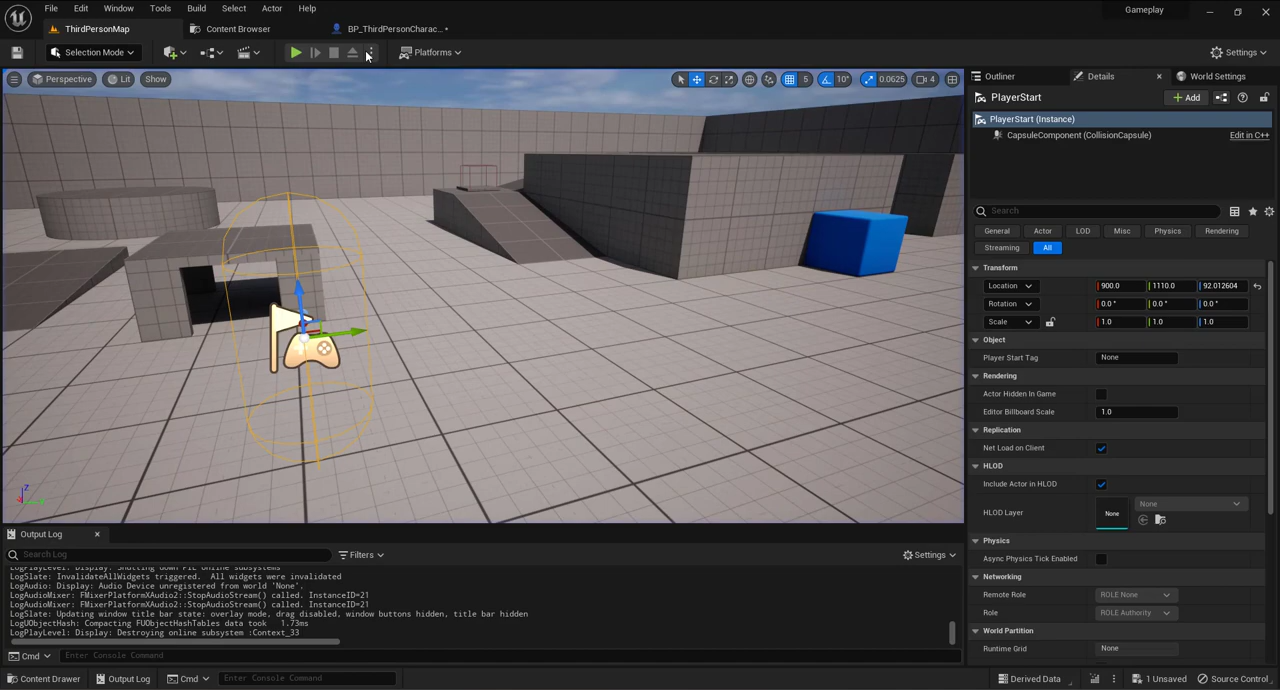 File Edit Window Tools Build Select Actor Help
Gameplay
ThirdPersonMap
Content Browser
BP_ThirdPersonCharac... •
Selection Mode
Platforms
Settings
Perspective
Lit
Show
5
10°
0.0625
4
Outliner
Details
World Settings
PlayerStart
Add
PlayerStart (Instance)
CapsuleComponent (CollisionCapsule)
Edit in C++
Search
General
Actor
LOD
Misc
Physics
Rendering
Streaming
All
Transform
Location 900.0 1110.0 92.012604
Rotation 0.0 ° 0.0 ° 0.0 °
Scale 1.0 1.0 1.0
Object
Player Start Tag None
Rendering
Actor Hidden In Game
Editor Billboard Scale 1.0
Replication
Net Load on Client
HLOD
Include Actor in HLOD
HLOD Layer None None
Physics
Async Physics Tick Enabled
Networking
Remote Role ROLE None
Role ROLE Authority
World Partition
Runtime Grid None
Z
Output Log
Search Log
Filters
Settings
LogPlayLevel: Display: Shutting down PIE online subsystems
LogSlate: InvalidateAllWidgets triggered. All widgets were invalidated
LogAudio: Display: Audio Device unregistered from world 'None'.
LogAudioMixer: FMixerPlatformXAudio2::StopAudioStream() called. InstanceID=21
LogAudioMixer: FMixerPlatformXAudio2::StopAudioStream() called. InstanceID=21
LogSlate: Updating window title bar state: overlay mode, drag disabled, window buttons hidden, title bar hidden
LogUObjectHash: Compacting FUObjectHashTables data took 1.73ms
LogPlayLevel: Display: Destroying online subsystem :Context_33
Cmd
Enter Console Command
Content Drawer
Output Log
Cmd
Enter Console Command
Derived Data
1 Unsaved
Source Control